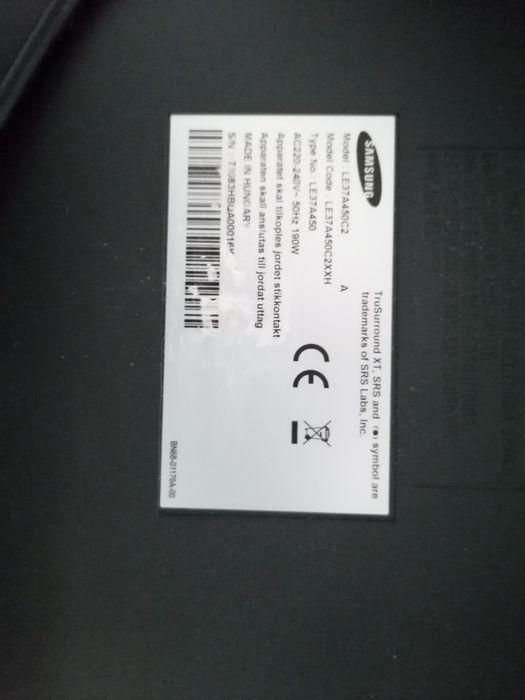 SAMSUNG
TruSurround XT, SRS and (●) symbol are
trademarks of SRS Labs, Inc.
Model : LE37A450C2 A
Model Code : LE37A450C2XXH
Type No.: LE37A450
AC220-240V~ 50Hz 190W
Apparatet skal tilkoples jordet stikkontakt
Apparaten skall anslutas till jordat uttag
MADE IN HUNGARY
S/N :
CE
BN68-01176A-00